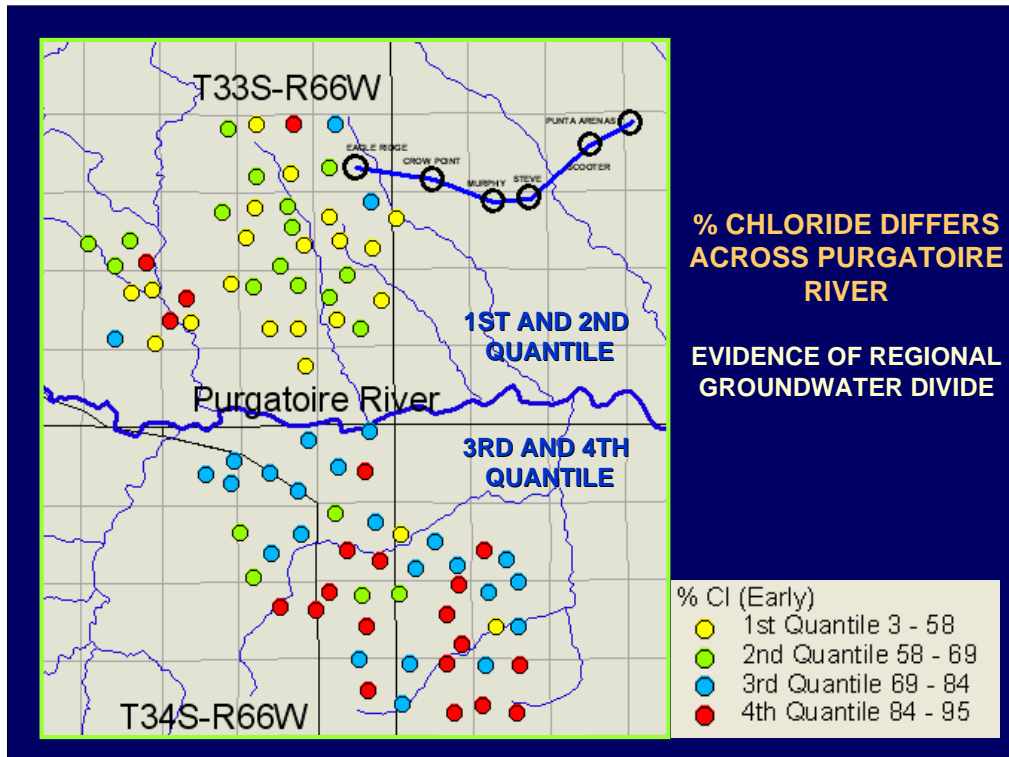 T33S-R66W
PUNTA ARENAS
EAGLE RIDGE
CROW POINT
SCOOTER
MURPHY
STEVE
% CHLORIDE DIFFERS
ACROSS PURGATOIRE
RIVER
1ST AND 2ND
QUANTILE
EVIDENCE OF REGIONAL
GROUNDWATER DIVIDE
Purgatoire River
3RD AND 4TH
QUANTILE
T34S-R66W
% Cl (Early)
1st Quantile 3 - 58
2nd Quantile 58 - 69
3rd Quantile 69 - 84
4th Quantile 84 - 95